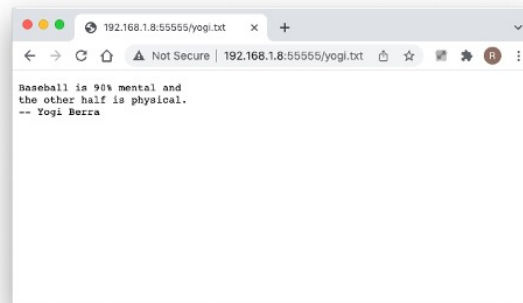 192.168.1.8:55555/yogi.txt
Not Secure | 192.168.1.8:55555/yogi.txt
R
Baseball is 90% mental and
the other half is physical.
-- Yogi Berra